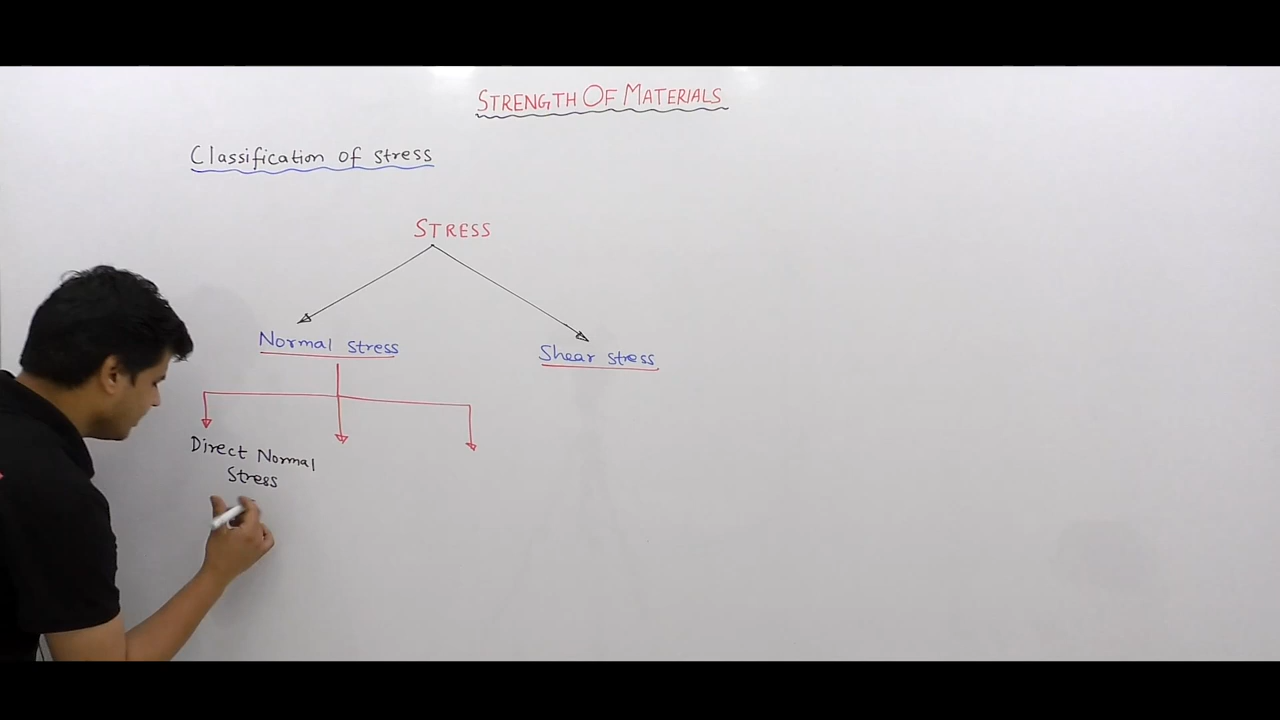 STRENGTH OF MATERIALS
Classification of stress
STRESS
Normal stress
Shear stress
Direct Normal
Stress